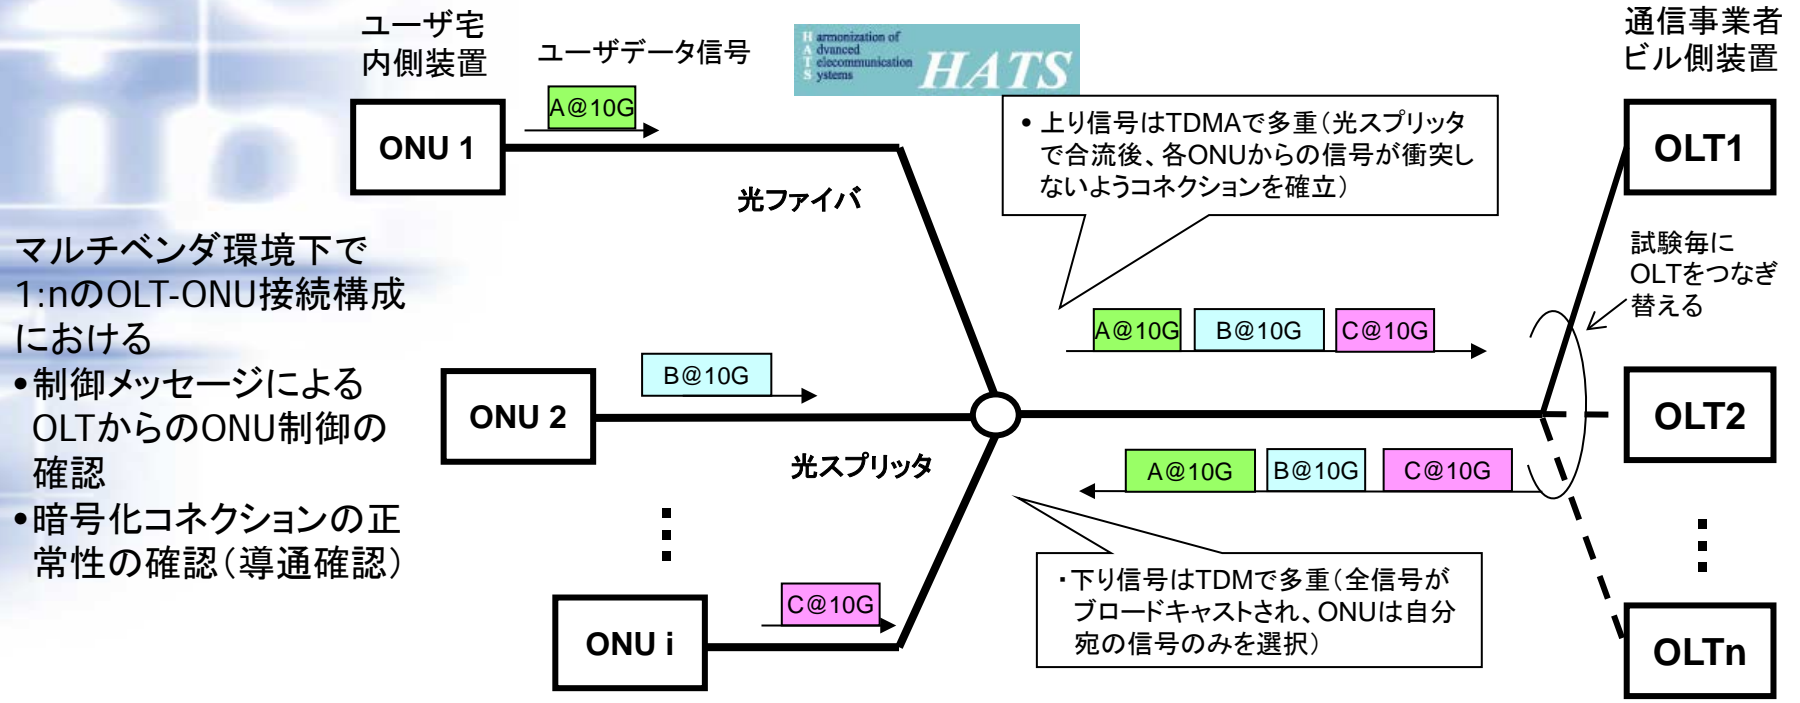 ユーザ宅
内側装置
ユーザデータ信号
H armonization of
A dvanced
T elecommunication
S ystems
HATS
通信事業者
ビル側装置
ONU 1
A@10G
光ファイバ
• 上り信号はTDMAで多重（光スプリッタ
で合流後、各ONUからの信号が衝突し
ないようコネクションを確立）
OLT1
試験毎に
OLTをつなぎ
替える
マルチベンダ環境下で
1:nのOLT-ONU接続構成
における
•制御メッセージによる
OLTからのONU制御の
確認
•暗号化コネクションの正
常性の確認（導通確認）
A@10G
B@10G
C@10G
ONU 2
B@10G
光スプリッタ
OLT2
A@10G
B@10G
C@10G
・下り信号はTDMで多重（全信号が
ブロードキャストされ、ONUは自分
宛の信号のみを選択）
ONU i
C@10G
OLTn